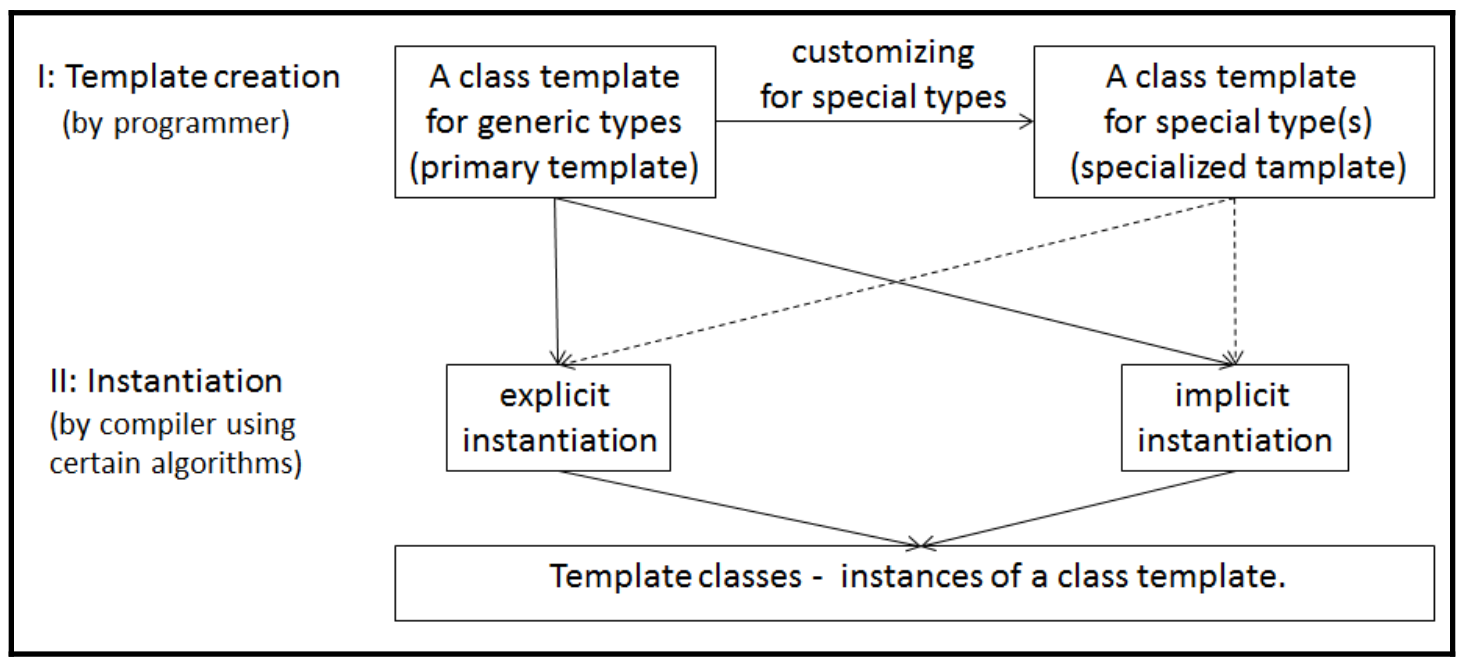 I: Template creation
(by programmer)
A class template
for generic types
(primary template)
customizing
for special types
A class template
for special type(s)
(specialized tamplate)
II: Instantiation
(by compiler using
certain algorithms)
explicit
instantiation
implicit
instantiation
Template classes - instances of a class template.